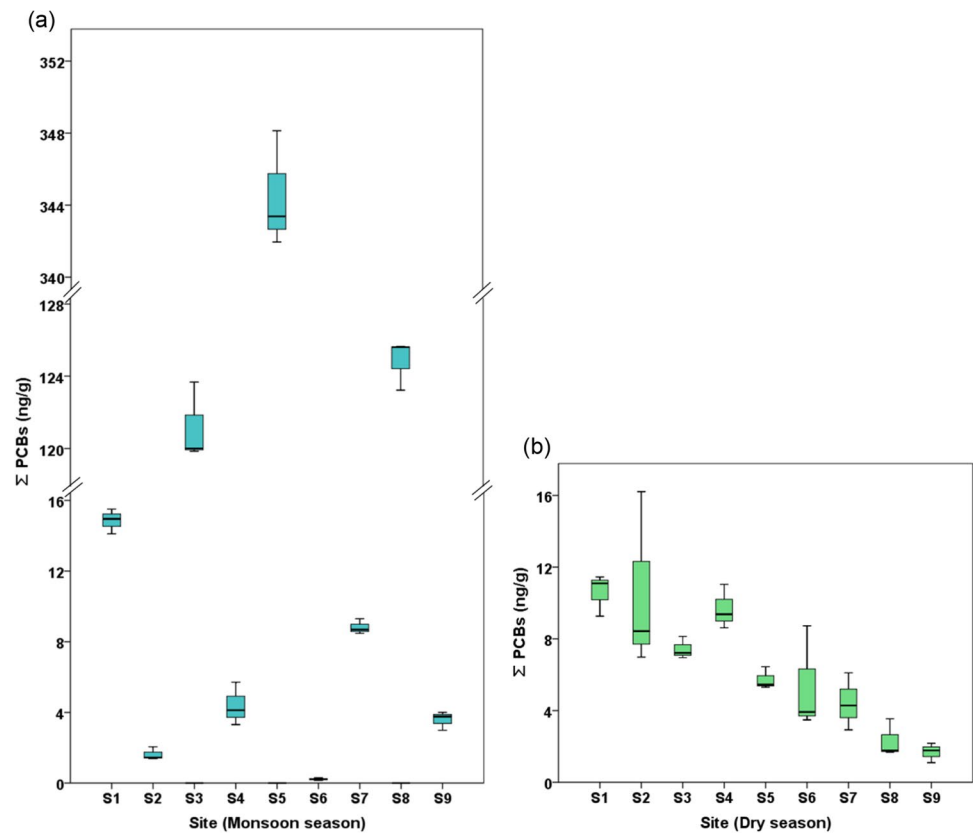 (a)
352
348
344
340
128
124
120
16
12
8
4
0
Σ PCBs (ng/g)
S1 S2 S3 S4 S5 S6 S7 S8 S9
Site (Monsoon season)
(b)
16
12
8
4
0
Σ PCBs (ng/g)
S1 S2 S3 S4 S5 S6 S7 S8 S9
Site (Dry season)